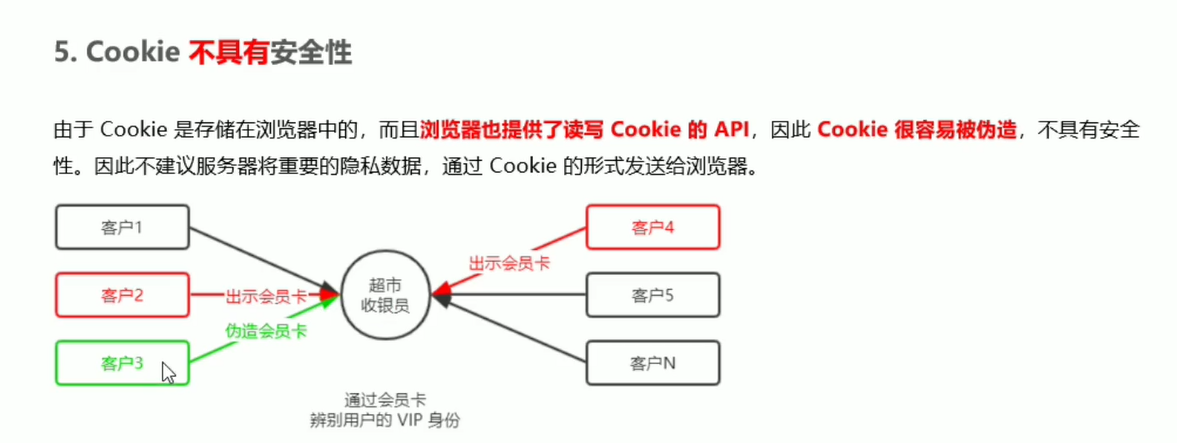 5. Cookie 不具有安全性
由于 Cookie 是存储在浏览器中的，而且浏览器也提供了读写 Cookie 的 API，因此 Cookie 很容易被伪造，不具有安全
性。因此不建议服务器将重要的隐私数据，通过 Cookie 的形式发送给浏览器。
客户1
客户4
出示会员卡
客户2
出示会员卡
超市
收银员
客户5
伪造会员卡
客户3
客户N
通过会员卡
辨别用户的 VIP 身份